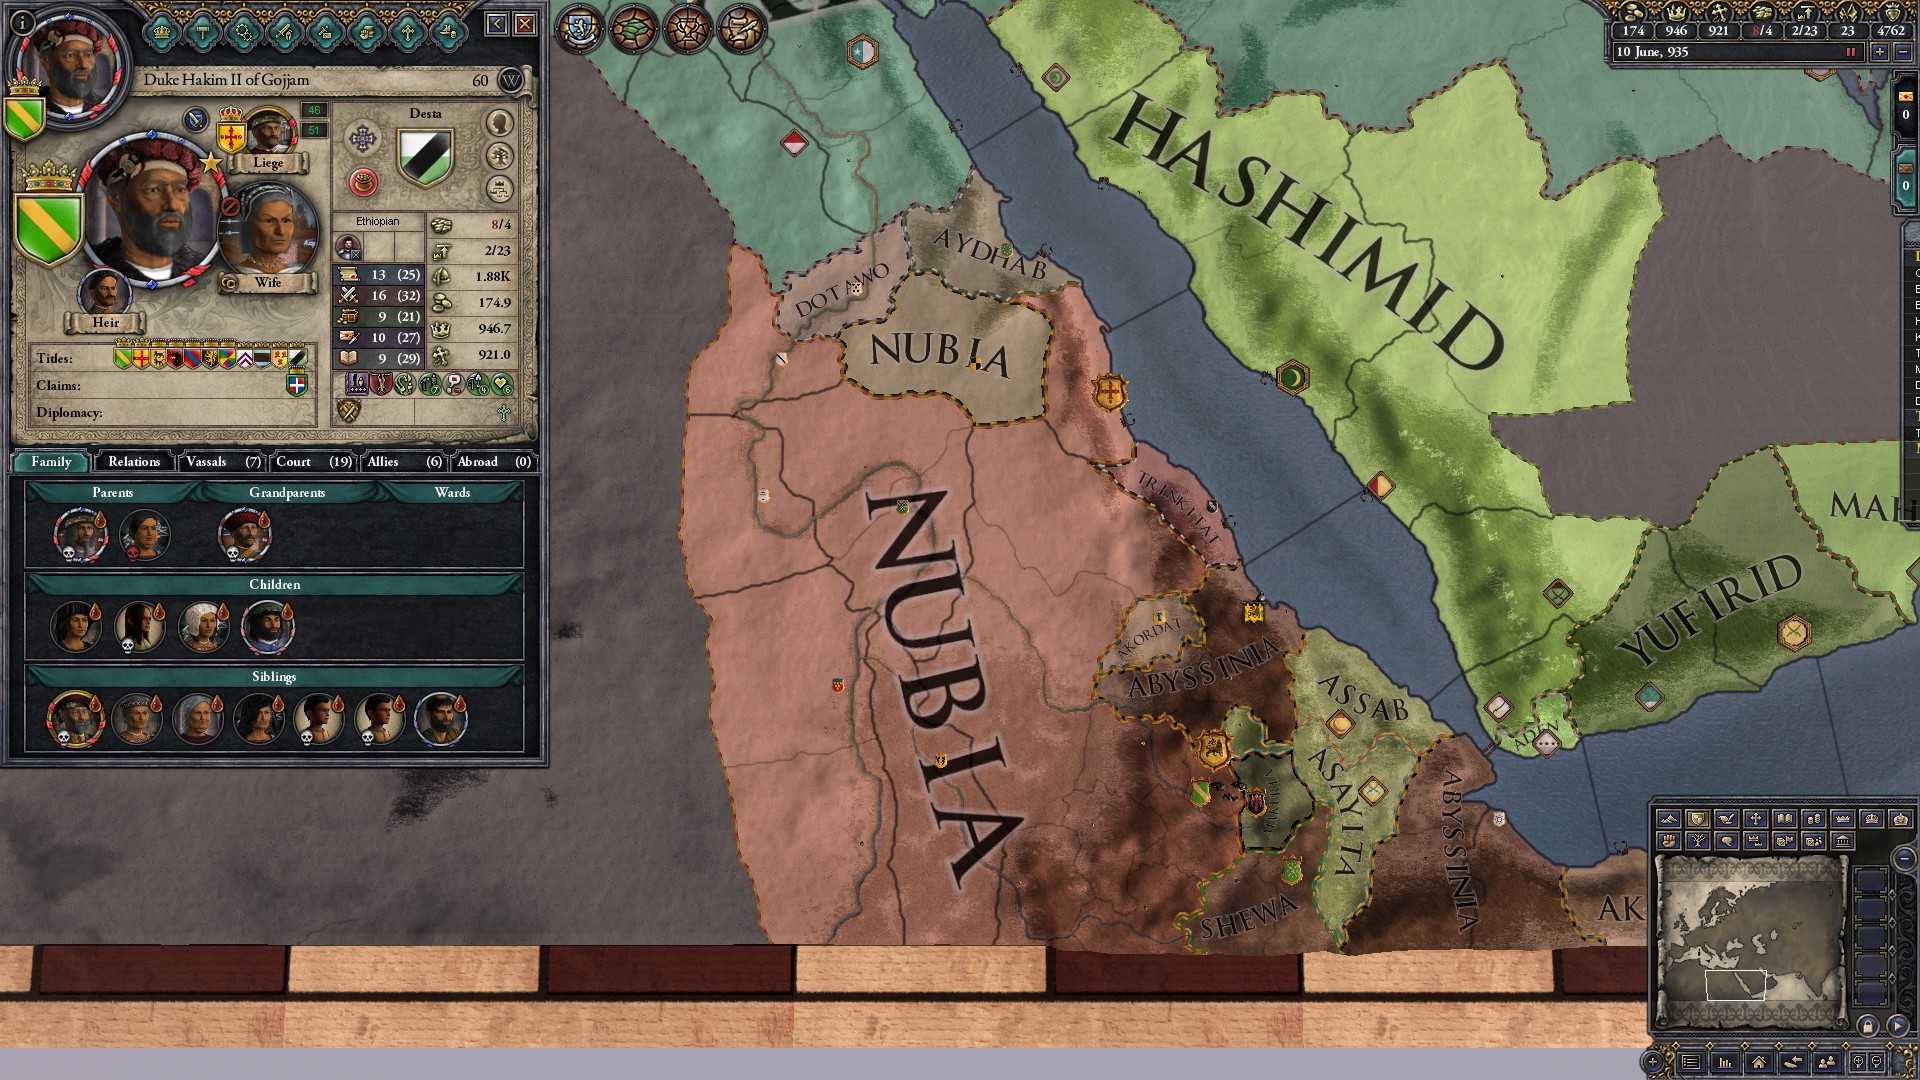 Duke Hakim II of Gojjam 60
174 946 921 8/4 2/23 23 4762
10 June, 935
0
0
46
51
Liege
Desta
Wife
Heir
Ethiopian
8/4
2/23
1.88K
174.9
946.7
921.0
13 (25)
16 (32)
9 (21)
10 (27)
9 (29)
Titles:
Claims:
Diplomacy:
Family Relations Vassals (7) Court (19) Allies (6) Abroad (0)
Parents Grandparents Wards
Children
Siblings
HASHIMID
AYDHAB
DOTAWO
NUBIA
TRINKITAT
NUBIA
AKORDAT
ABYSSINIA
ASSAB
ASAYITA
ABYSSINIA
SHEWA
YUFIRID
MAH
ADAN
AK